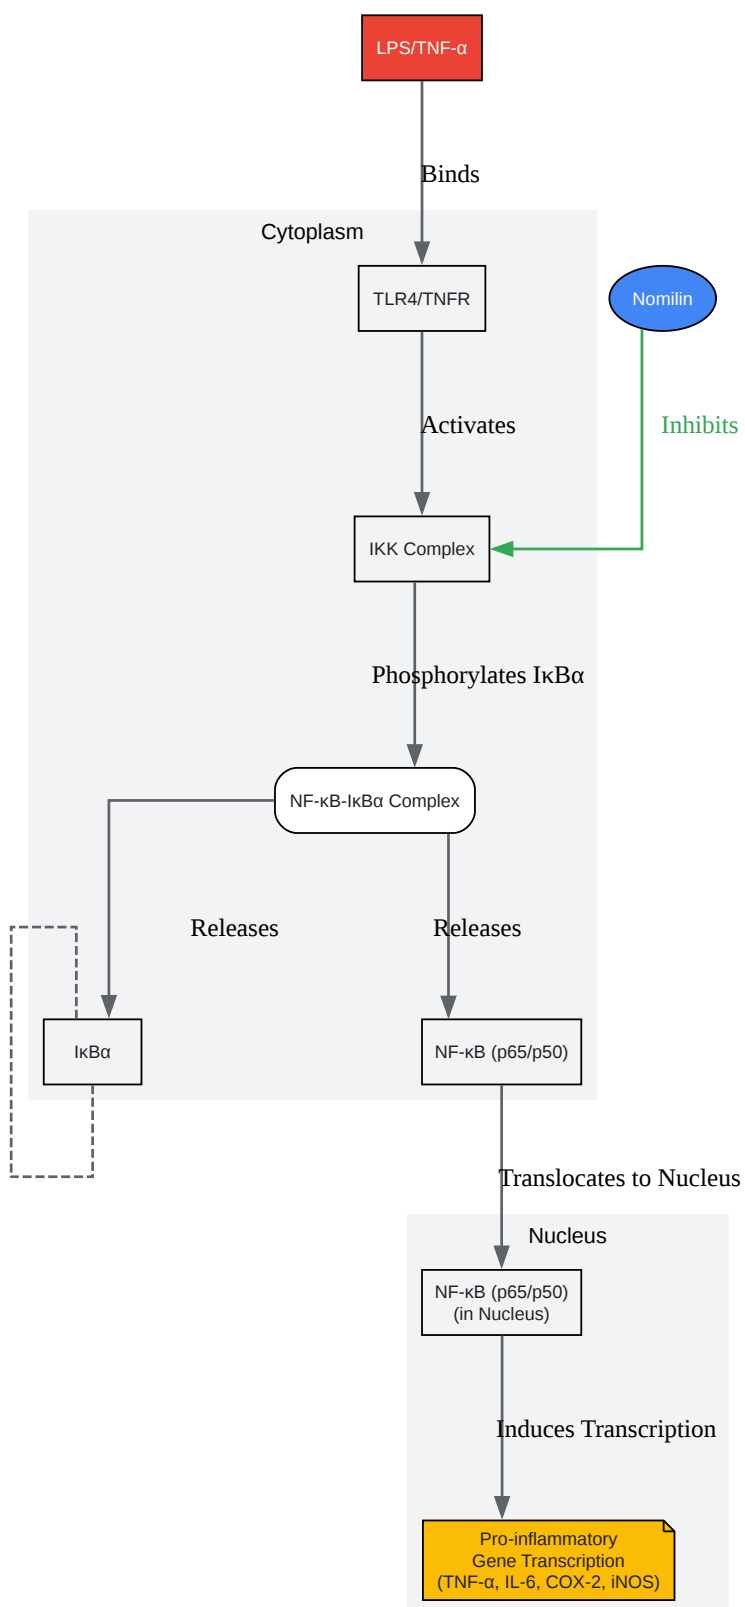 LPS/TNF-α
Binds
Cytoplasm
TLR4/TNFR
Nomilin
Activates
Inhibits
IKK Complex
Phosphorylates IκBα
NF-κB-IκBα Complex
Releases
Releases
IκBα
NF-κB (p65/p50)
Translocates to Nucleus
Nucleus
NF-κB (p65/p50)
(in Nucleus)
Induces Transcription
Pro-inflammatory
Gene Transcription
(TNF-α, IL-6, COX-2, iNOS)